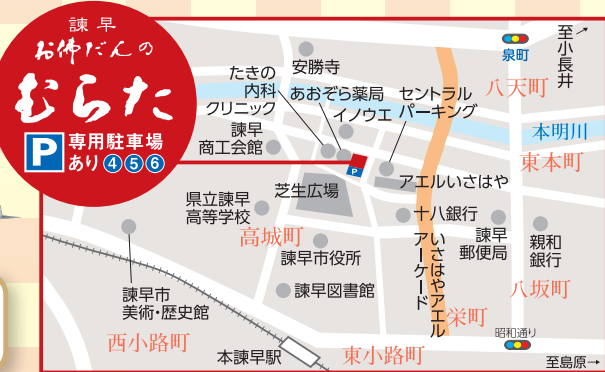 諫早
お佛だんの
むらた
P 専用駐車場
あり④⑤⑥
安勝寺
たきの
内科
クリニック
あおぞら薬局
イノウエ
セントラル
パーキング
諫早
商工会館
P
アエルいさはや
泉町
至小長井
八天町
本明川
東本町
県立諫早
高等学校
芝生広場
十八銀行
高城町
諫早市役所
諫早図書館
いさはやアエル
アーケード
諫早
郵便局
親和
銀行
八坂町
栄町
諫早市
美術・歴史館
西小路町
本諫早駅
東小路町
昭和通り
至島原→